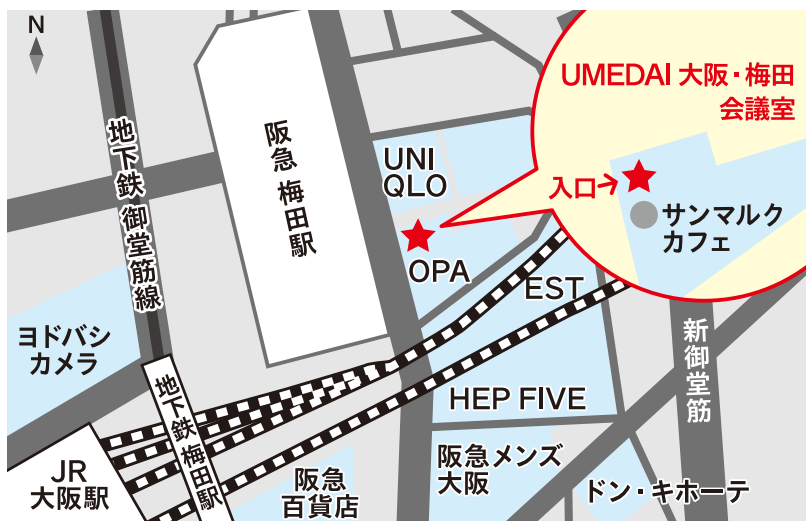 N
地下鉄 御堂筋線
阪急 梅田駅
UNI
QLO
OPA
UMEDAI 大阪・梅田
会議室
入口→
サンマルク
カフェ
EST
ヨドバシ
カメラ
新御堂筋
HEP FIVE
地下鉄 梅田駅
JR
大阪駅
阪急
百貨店
阪急メンズ
大阪
ドン・キホーテ